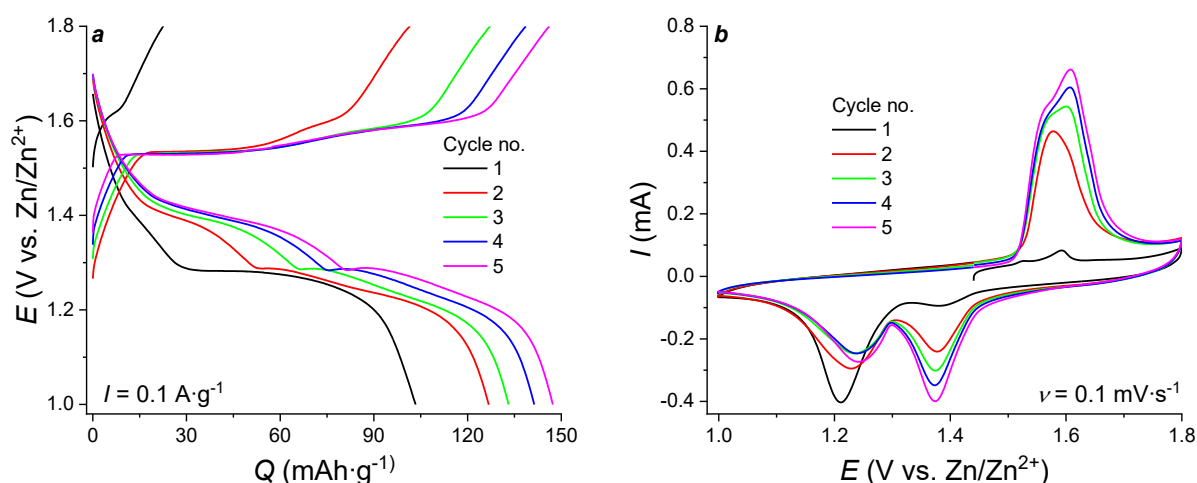 a
1.8
1.6
1.4
1.2
1.0
E (V vs. Zn/Zn²⁺)
Cycle no.
1
2
3
4
5
I = 0.1 A·g⁻¹
0 30 60 90 120 150
Q (mAh·g⁻¹)
b
0.8
0.6
0.4
0.2
0.0
-0.2
-0.4
I (mA)
Cycle no.
1
2
3
4
5
ν = 0.1 mV·s⁻¹
1.0 1.2 1.4 1.6 1.8
E (V vs. Zn/Zn²⁺)